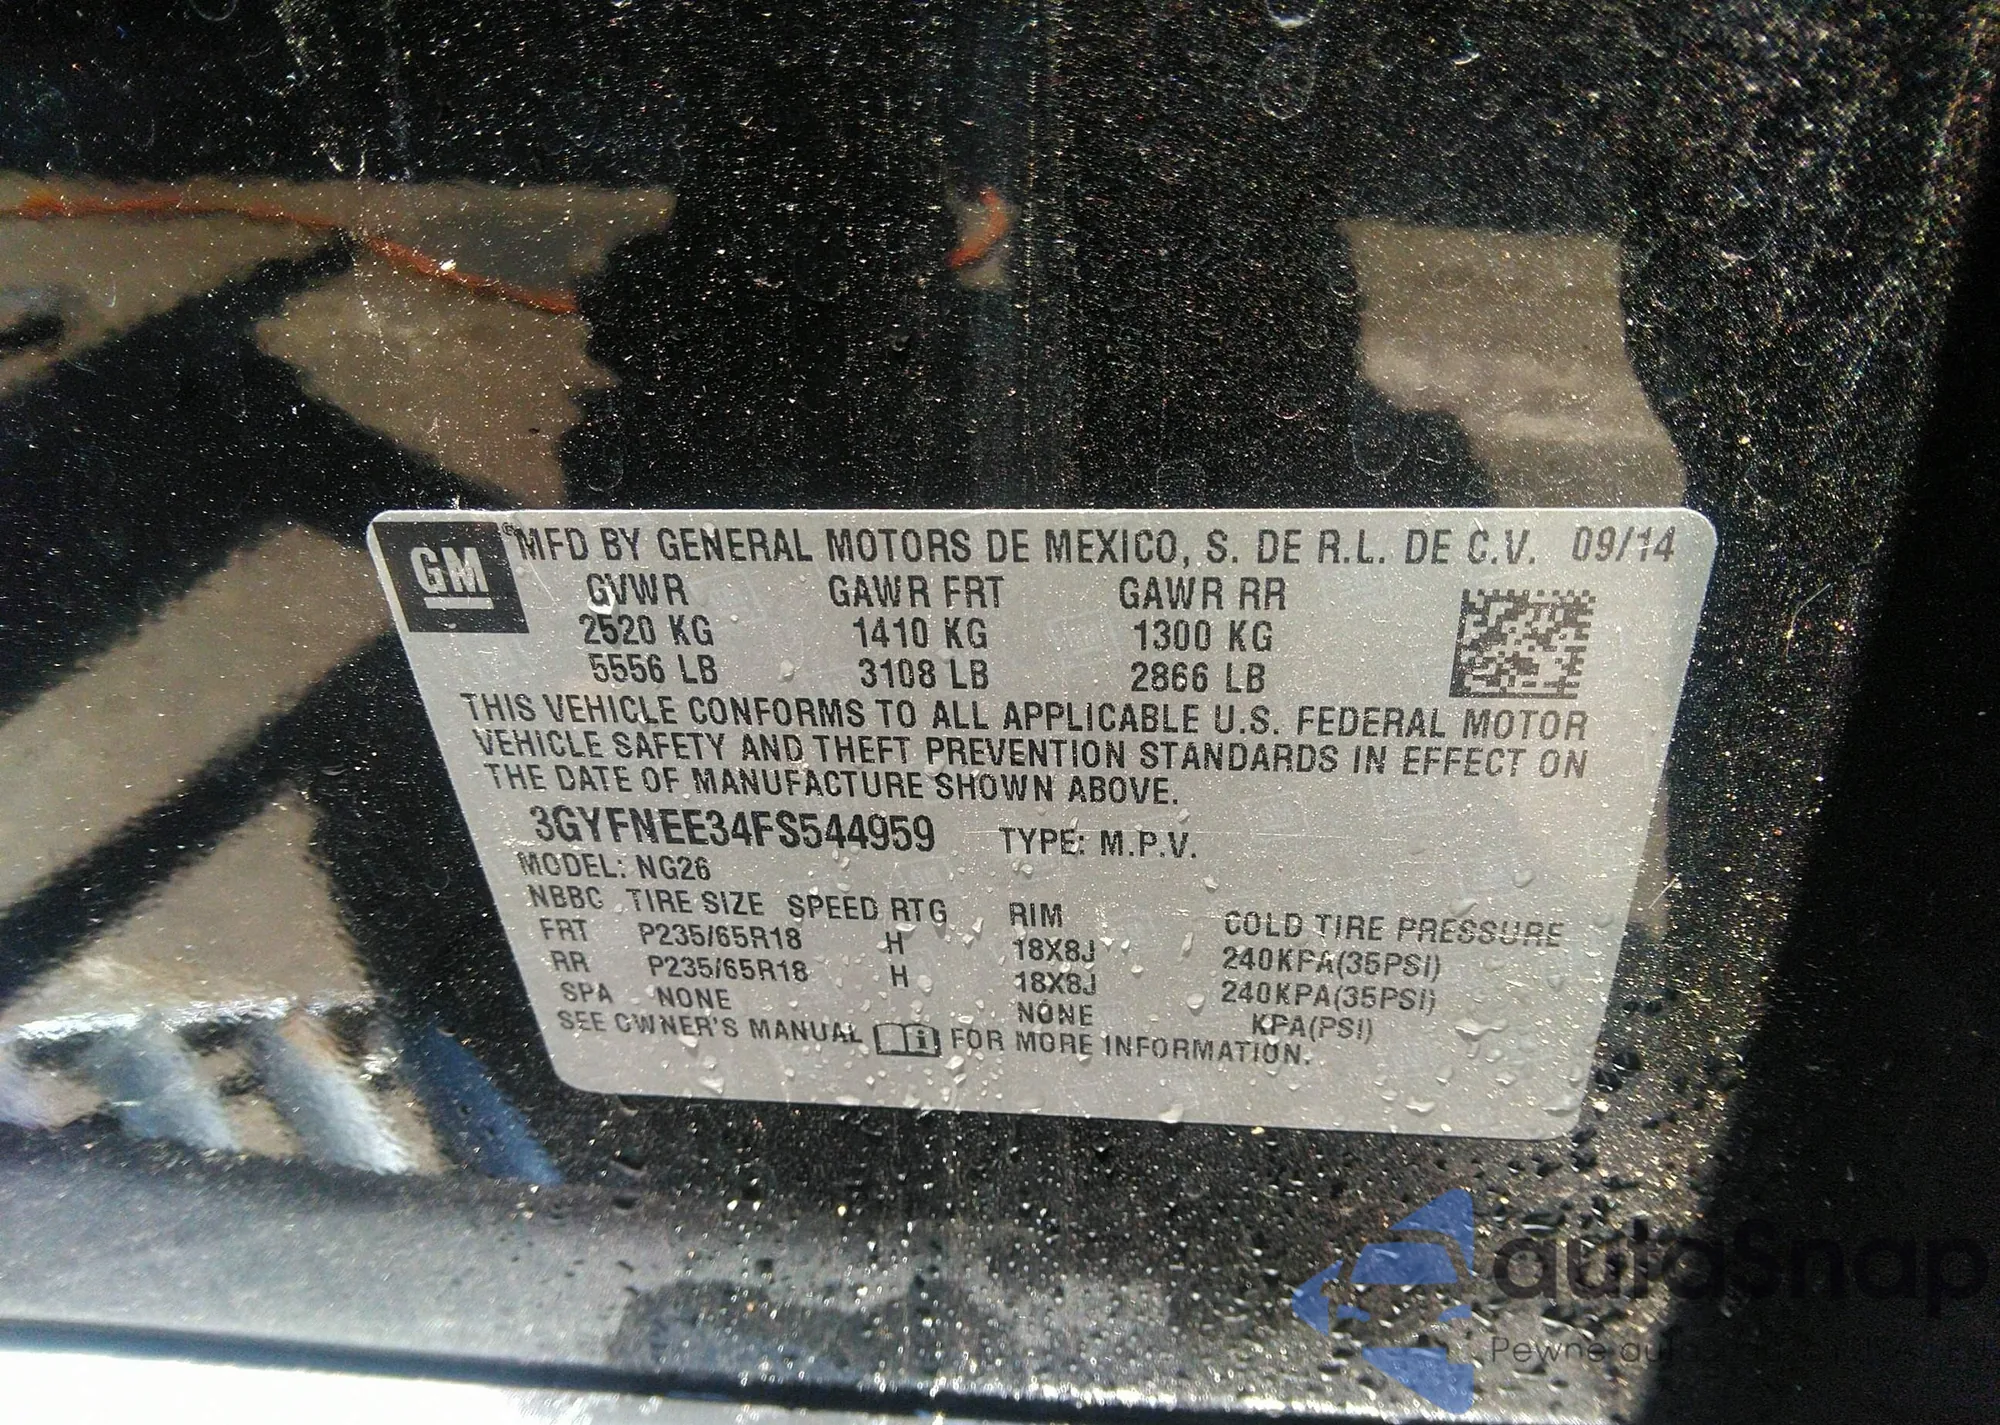 GM MFD BY GENERAL MOTORS DE MEXICO, S. DE R.L. DE C.V. 09/14
GVWR GAWR FRT GAWR RR
2520 KG 1410 KG 1300 KG
5556 LB 3108 LB 2866 LB
THIS VEHICLE CONFORMS TO ALL APPLICABLE U.S. FEDERAL MOTOR
VEHICLE SAFETY AND THEFT PREVENTION STANDARDS IN EFFECT ON
THE DATE OF MANUFACTURE SHOWN ABOVE.
3GYFNEE34FS544959 TYPE: M.P.V.
MODEL: NG26
NBBC TIRE SIZE SPEED RTG RIM COLD TIRE PRESSURE
FRT P235/65R18 H 18X8J 240KPA(35PSI)
RR P235/65R18 H 18X8J 240KPA(35PSI)
SPA NONE NONE KPA(PSI)
SEE OWNER'S MANUAL FOR MORE INFORMATION.
autoSnap
Pewne